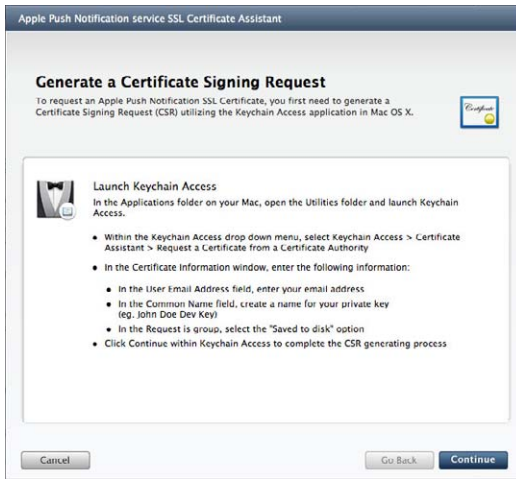 Apple Push Notification service SSL Certificate Assistant
Generate a Certificate Signing Request
To request an Apple Push Notification SSL Certificate, you first need to generate a
Certificate Signing Request (CSR) utilizing the Keychain Access application in Mac OS X.
Certificate
Launch Keychain Access
In the Applications folder on your Mac, open the Utilities folder and launch Keychain
Access.
• Within the Keychain Access drop down menu, select Keychain Access > Certificate
Assistant > Request a Certificate from a Certificate Authority
• In the Certificate Information window, enter the following information:
• In the User Email Address field, enter your email address
• In the Common Name field, create a name for your private key
(eg. John Doe Dev Key)
• In the Request is group, select the "Saved to disk" option
• Click Continue within Keychain Access to complete the CSR generating process
Cancel
Go Back
Continue